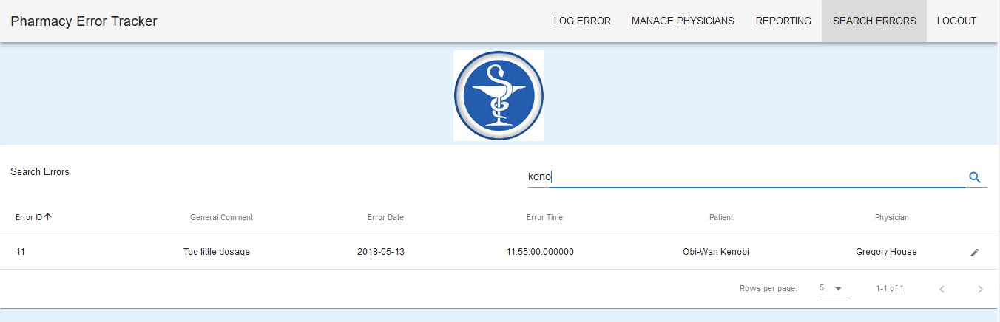 Pharmacy Error Tracker LOG ERROR MANAGE PHYSICIANS REPORTING SEARCH ERRORS LOGOUT
Search Errors keno
Error ID General Comment Error Date Error Time Patient Physician
11 Too little dosage 2018-05-13 11:55:00.000000 Obi-Wan Kenobi Gregory House
Rows per page: 5 1-1 of 1